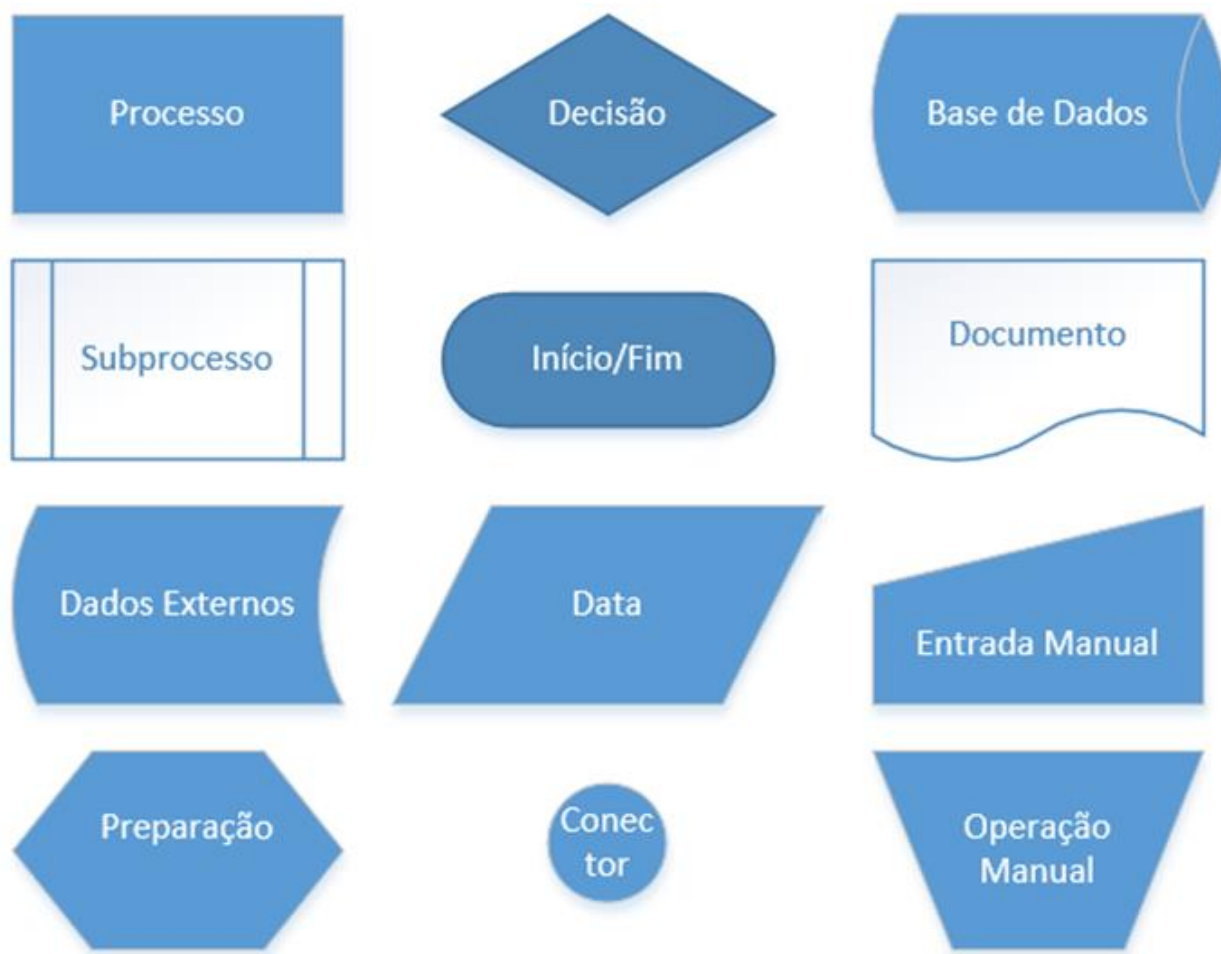 Processo
Decisão
Base de Dados
Subprocesso
Início/Fim
Documento
Dados Externos
Data
Entrada Manual
Preparação
Conec
tor
Operação
Manual